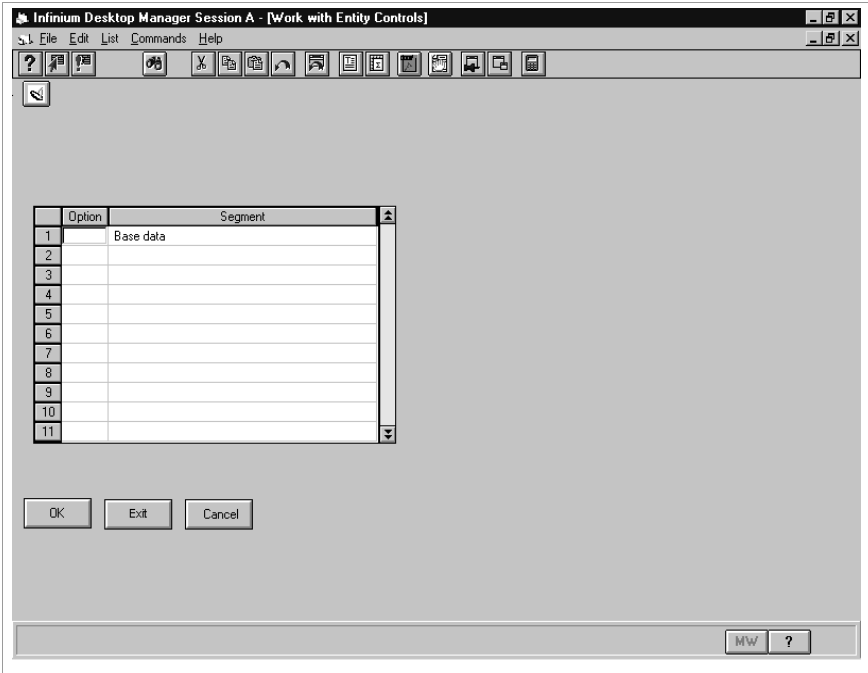 Infinium Desktop Manager Session A - [Work with Entity Controls]
File Edit List Commands Help
Option Segment
1 Base data
2
3
4
5
6
7
8
9
10
11
OK Exit Cancel
MW ?